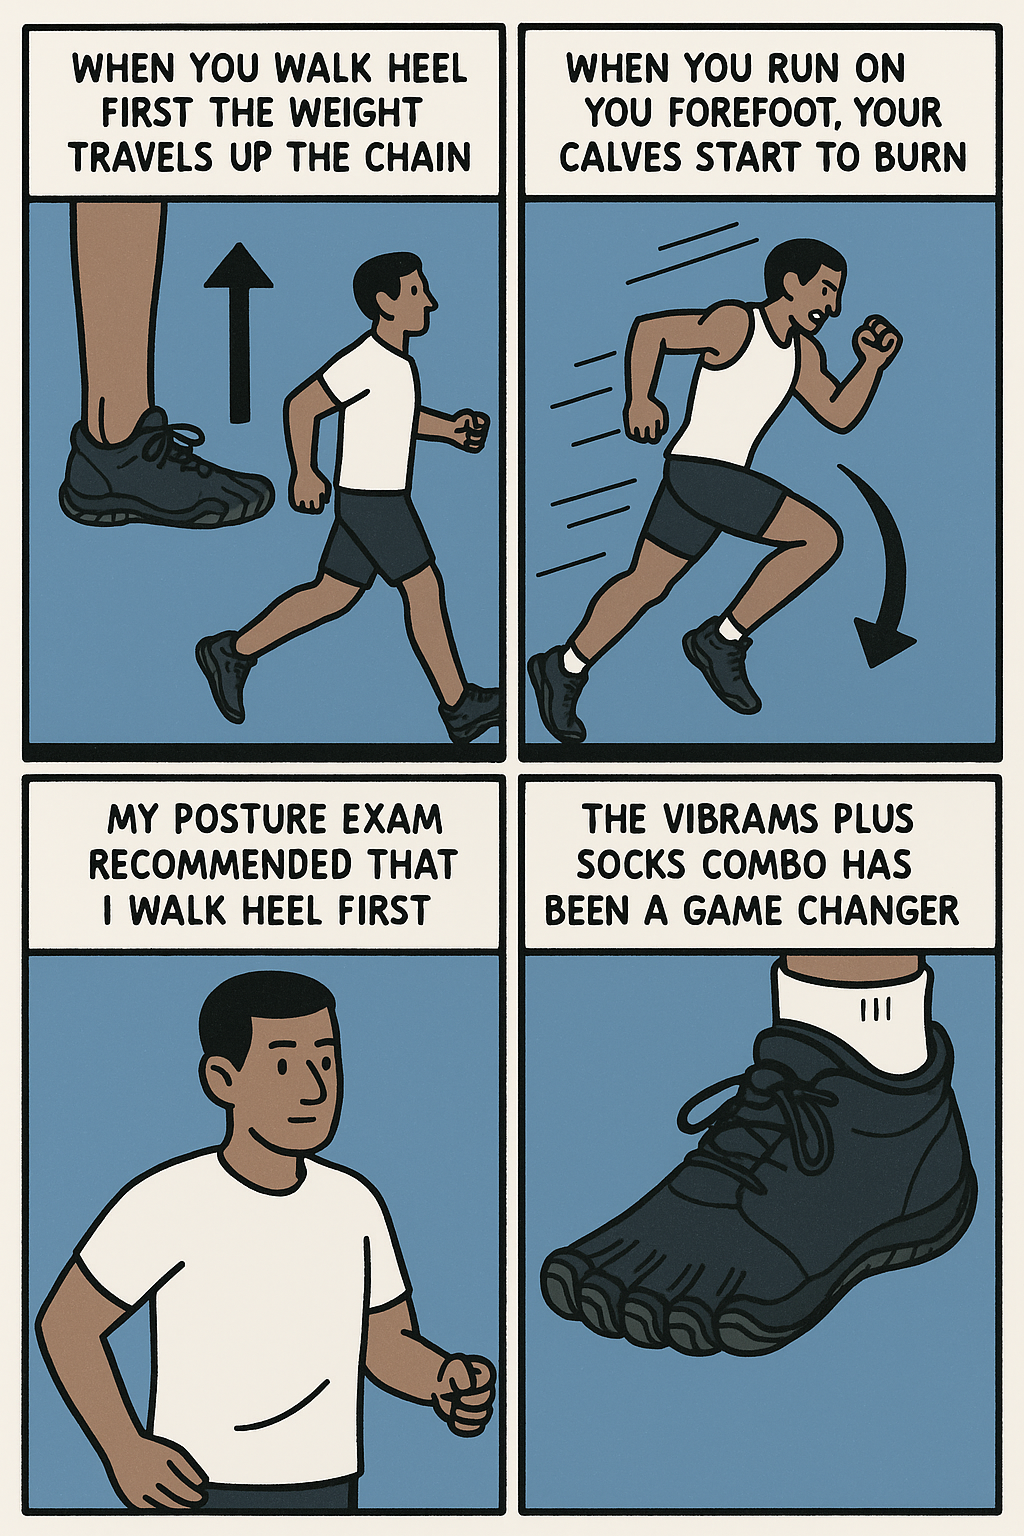 WHEN YOU WALK HEEL
FIRST THE WEIGHT
TRAVELS UP THE CHAIN
WHEN YOU RUN ON
YOU FOREFOOT, YOUR
CALVES START TO BURN
MY POSTURE EXAM
RECOMMENDED THAT
I WALK HEEL FIRST
THE VIBRAMS PLUS
SOCKS COMBO HAS
BEEN A GAME CHANGER